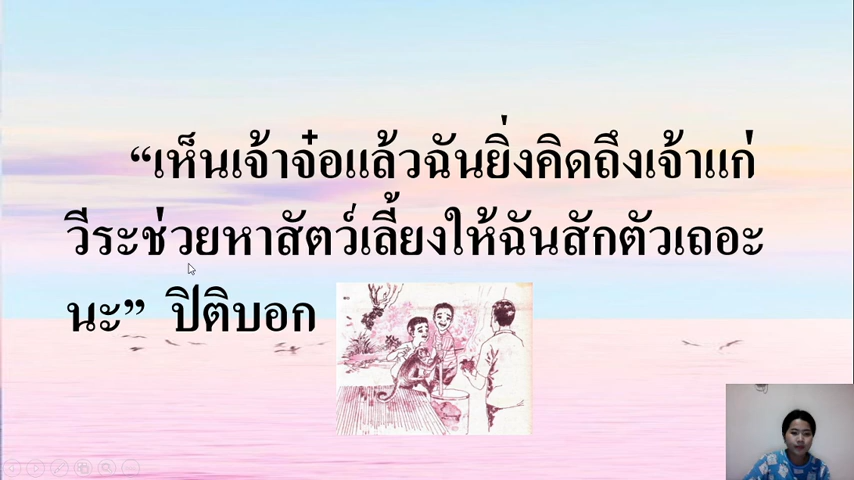 “เห็นเจ้าจ๋อแล้วฉันยิ่งคิดถึงเจ้าแก่
วีระช่วยหาสัตว์เลี้ยงให้ฉันสักตัวเถอะ
นะ” ปิติบอก